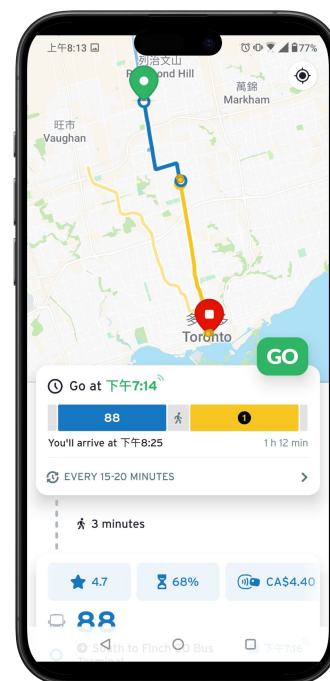 上午8:13
77%
列治文山
Richmond Hill
萬錦
Markham
旺市
Vaughan
Toronto
GO
Go at 下午7:14
88
1
You'll arrive at 下午8:25
1 h 12 min
EVERY 15-20 MINUTES
3 minutes
4.7
68%
CA$4.40
88
South to Finch GO Bus
下午7:16
Terminal